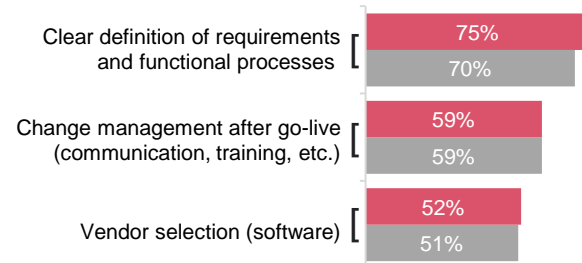 Clear definition of requirements
and functional processes
75%
70%
Change management after go-live
(communication, training, etc.)
59%
59%
Vendor selection (software)
52%
51%